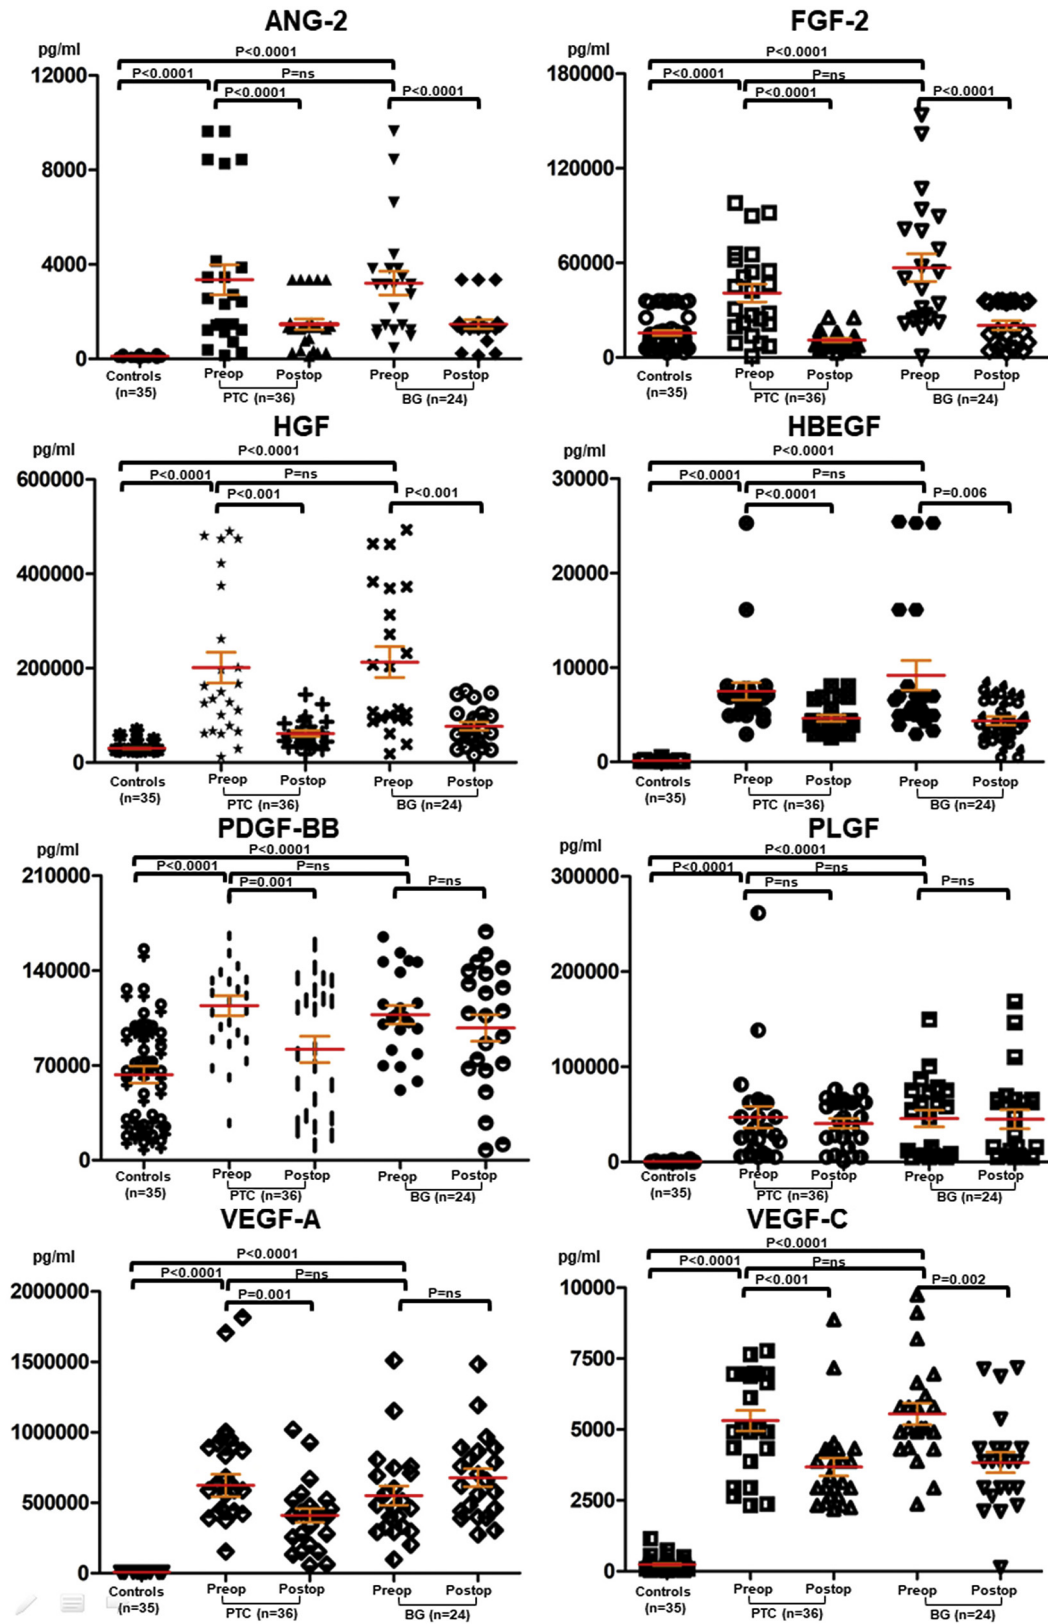 ANG-2
pg/ml
P<0.0001
P<0.0001 P=ns
P<0.0001 P<0.0001
12000
8000
4000
0
Controls Preop Postop Preop Postop
(n=35) PTC (n=36) BG (n=24)
FGF-2
pg/ml
P<0.0001
P<0.0001 P=ns
P<0.0001 P<0.0001
180000
120000
60000
0
Controls Preop Postop Preop Postop
(n=35) PTC (n=36) BG (n=24)
HGF
pg/ml
P<0.0001
P<0.0001 P=ns
P<0.001 P<0.001
600000
400000
200000
0
Controls Preop Postop Preop Postop
(n=35) PTC (n=36) BG (n=24)
HBEGF
pg/ml
P<0.0001
P<0.0001 P=ns
P<0.0001 P=0.006
30000
20000
10000
0
Controls Preop Postop Preop Postop
(n=35) PTC (n=36) BG (n=24)
PDGF-BB
pg/ml
P<0.0001
P<0.0001 P=ns
P=0.001 P=ns
210000
140000
70000
0
Controls Preop Postop Preop Postop
(n=35) PTC (n=36) BG (n=24)
PLGF
pg/ml
P<0.0001
P<0.0001 P=ns
P=ns P=ns
300000
200000
100000
0
Controls Preop Postop Preop Postop
(n=35) PTC (n=36) BG (n=24)
VEGF-A
pg/ml
P<0.0001
P<0.0001 P=ns
P=0.001 P=ns
2000000
1500000
1000000
500000
0
Controls Preop Postop Preop Postop
(n=35) PTC (n=36) BG (n=24)
VEGF-C
pg/ml
P<0.0001
P<0.0001 P=ns
P<0.001 P=0.002
10000
7500
5000
2500
0
Controls Preop Postop Preop Postop
(n=35) PTC (n=36) BG (n=24)